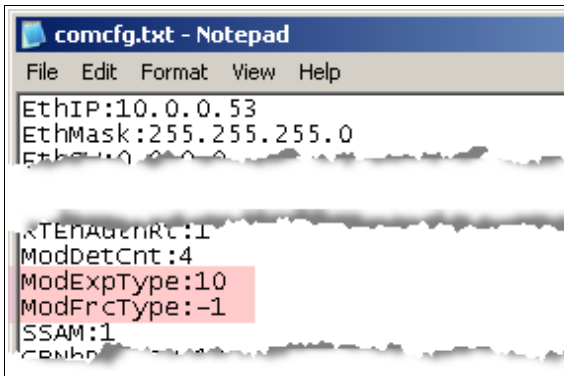 comcfg.txt - Notepad
File Edit Format View Help
EthIP:10.0.0.53
EthMask:255.255.255.0
ModDetCnt:4
ModExpType:10
ModFrcType:-1
SSAM:1